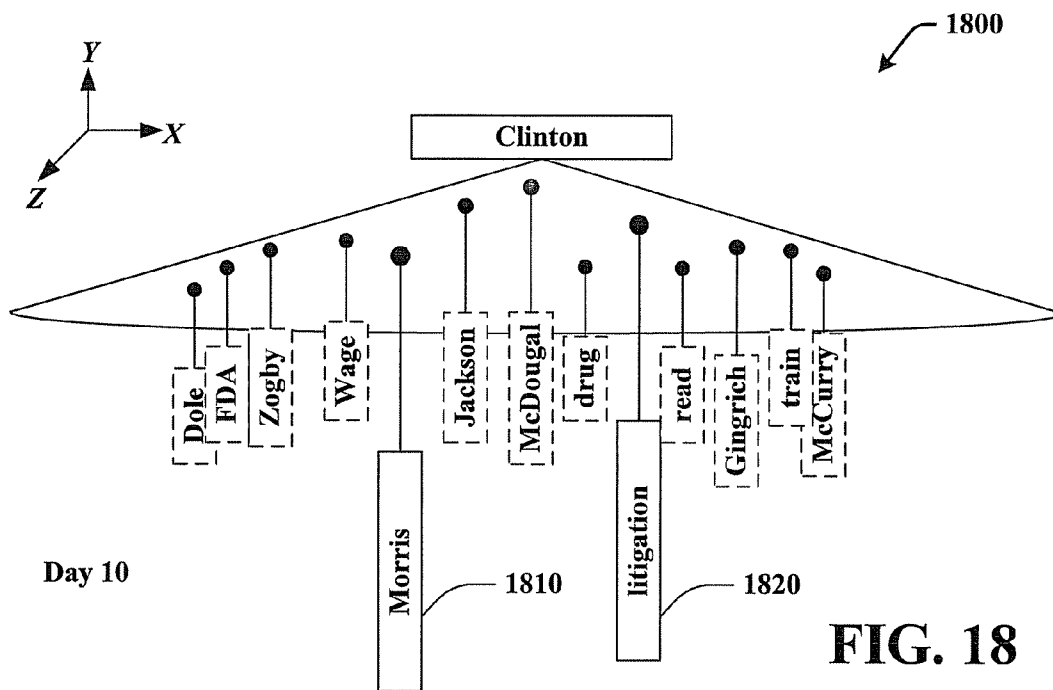 1800
Y
X
Z
Clinton
Dole
FDA
Zogby
Wage
Morris
Jackson
McDougal
drug
litigation
read
Gingrich
train
McCurry
Day 10
1810
1820
FIG. 18